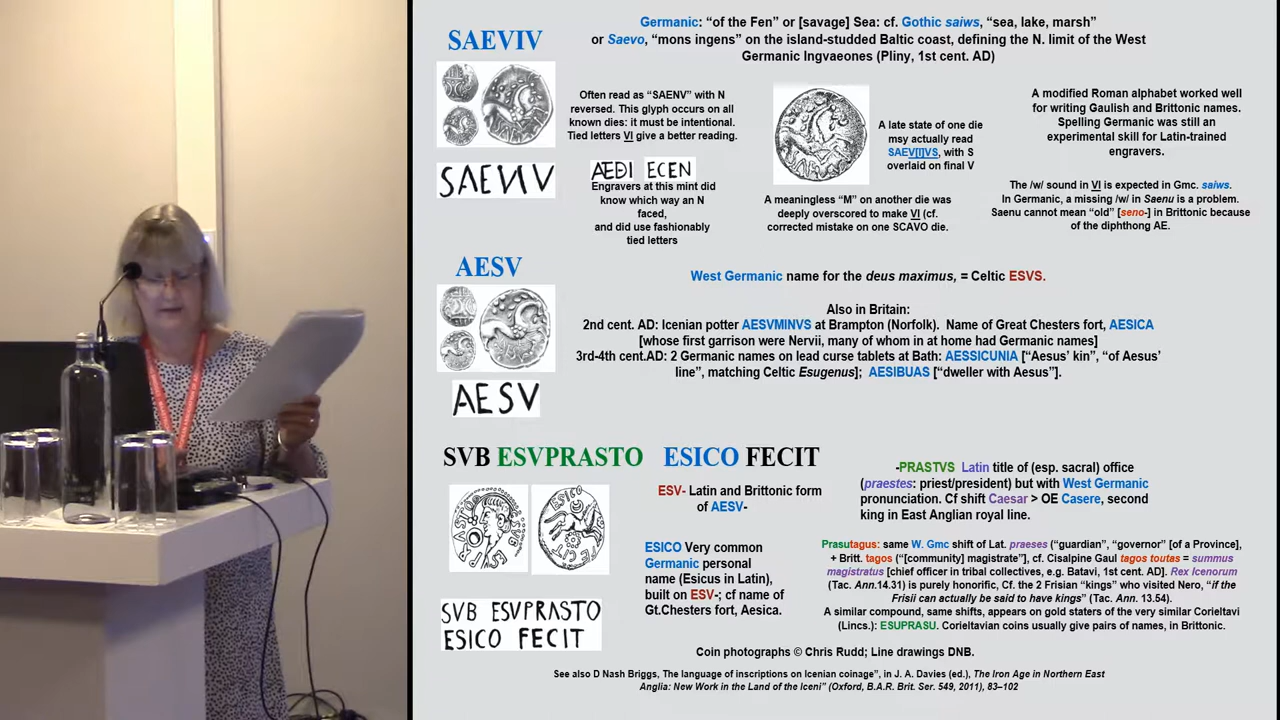 SAEVIV
Germanic: “of the Fen” or [savage] Sea: cf. Gothic saiws, “sea, lake, marsh”
or Saevo, “mons ingens” on the island-studded Baltic coast, defining the N. limit of the West
Germanic Ingvaeones (Pliny, 1st cent. AD)
Often read as “SAENV” with N
reversed. This glyph occurs on all
known dies: it must be intentional.
Tied letters VI give a better reading.
ÆDI ECEN
Engravers at this mint did
know which way an N
faced,
and did use fashionably
tied letters
A late state of one die
msy actually read
SAEV[I]VS, with S
overlaid on final V
A meaningless “M” on another die was
deeply overscored to make VI (cf.
corrected mistake on one SCAVO die.
A modified Roman alphabet worked well
for writing Gaulish and Brittonic names.
Spelling Germanic was still an
experimental skill for Latin-trained
engravers.
The /w/ sound in VI is expected in Gmc. saiws.
In Germanic, a missing /w/ in Saenu is a problem.
Saenu cannot mean “old” [seno-] in Brittonic because
of the diphthong AE.
AESV
West Germanic name for the deus maximus, = Celtic ESVS.
Also in Britain:
2nd cent. AD: Icenian potter AESVMINVS at Brampton (Norfolk). Name of Great Chesters fort, AESICA
[whose first garrison were Nervii, many of whom in at home had Germanic names]
3rd-4th cent.AD: 2 Germanic names on lead curse tablets at Bath: AESSICUNIA [“Aesus’ kin”, “of Aesus’
line”, matching Celtic Esugenus]; AESIBUAS [“dweller with Aesus”].
AESV
SVB ESVPRASTO ESICO FECIT
ESV- Latin and Brittonic form
of AESV-
ESICO Very common
Germanic personal
name (Esicus in Latin),
built on ESV-; cf name of
Gt.Chesters fort, Aesica.
SVB ESVPRASTO
ESICO FECIT
-PRASTVS Latin title of (esp. sacral) office
(praestes: priest/president) but with West Germanic
pronunciation. Cf shift Caesar > OE Casere, second
king in East Anglian royal line.
Prasutagus: same W. Gmc shift of Lat. praeses (“guardian”, “governor” [of a Province],
+ Britt. tagos (“[community] magistrate”], cf. Cisalpine Gaul tagos toutas = summus
magistratus [chief officer in tribal collectives, e.g. Batavi, 1st cent. AD]. Rex Icenorum
(Tac. Ann.14.31) is purely honorific, Cf. the 2 Frisian “kings” who visited Nero, “if the
Frisii can actually be said to have kings” (Tac. Ann. 13.54).
A similar compound, same shifts, appears on gold staters of the very similar Corieltavi
(Lincs.): ESUPRASU. Corieltavian coins usually give pairs of names, in Brittonic.
Coin photographs © Chris Rudd; Line drawings DNB.
See also D Nash Briggs, The language of inscriptions on Icenian coinage”, in J. A. Davies (ed.), The Iron Age in Northern East
Anglia: New Work in the Land of the Iceni” (Oxford, B.A.R. Brit. Ser. 549, 2011), 83–102